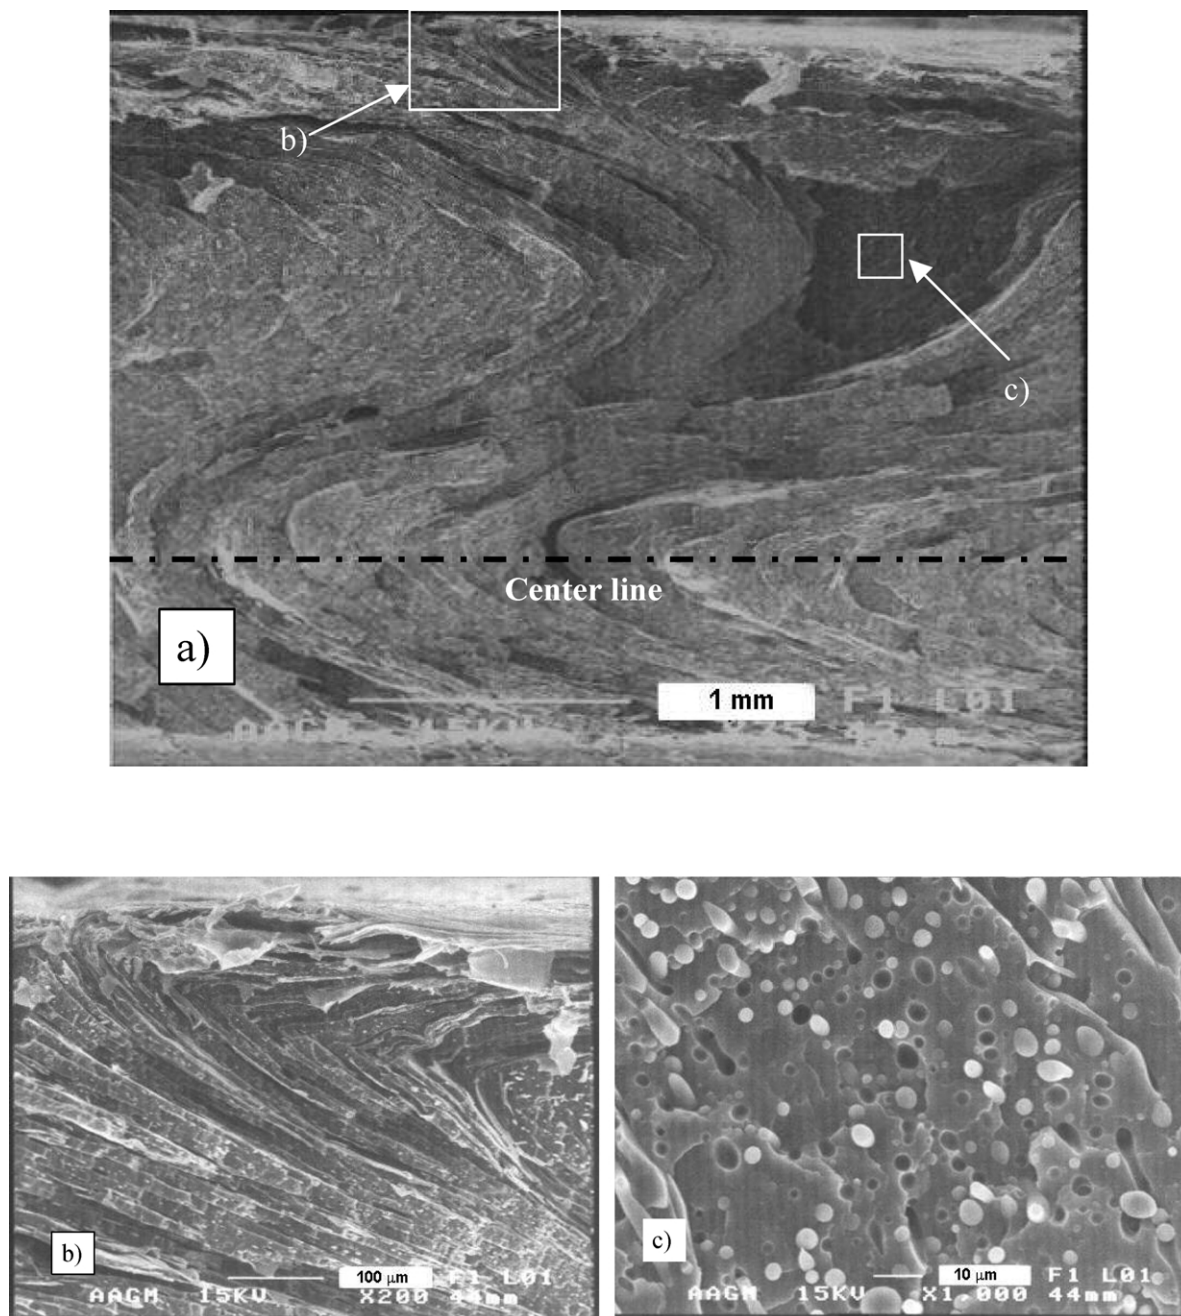 b)
c)
Center line
a)
1 mm
F1 L01
b)
100 µm
F1 L01
AAGM 15KV X200 44mm
c)
10 µm
F1 L01
AAGM 15KV X1,000 44mm